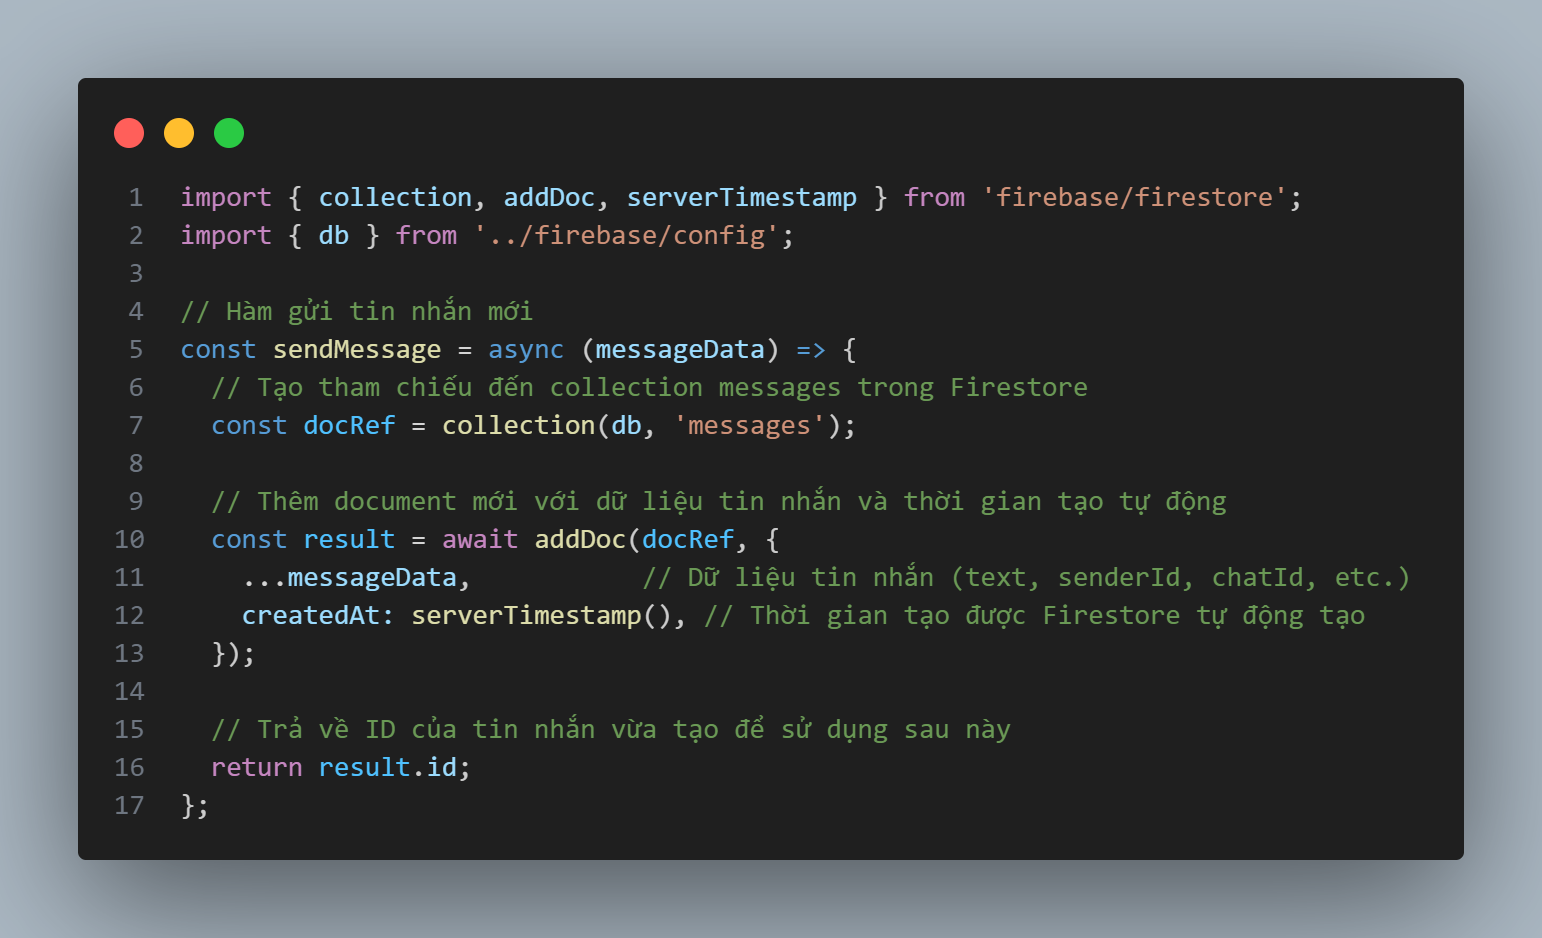 1 import { collection, addDoc, serverTimestamp } from 'firebase/firestore';
2 import { db } from '../firebase/config';
3
4 // Hàm gửi tin nhắn mới
5 const sendMessage = async (messageData) => {
6   // Tạo tham chiếu đến collection messages trong Firestore
7   const docRef = collection(db, 'messages');
8
9   // Thêm document mới với dữ liệu tin nhắn và thời gian tạo tự động
10   const result = await addDoc(docRef, {
11     ...messageData,           // Dữ liệu tin nhắn (text, senderId, chatId, etc.)
12     createdAt: serverTimestamp(), // Thời gian tạo được Firestore tự động tạo
13   });
14
15   // Trả về ID của tin nhắn vừa tạo để sử dụng sau này
16   return result.id;
17 };